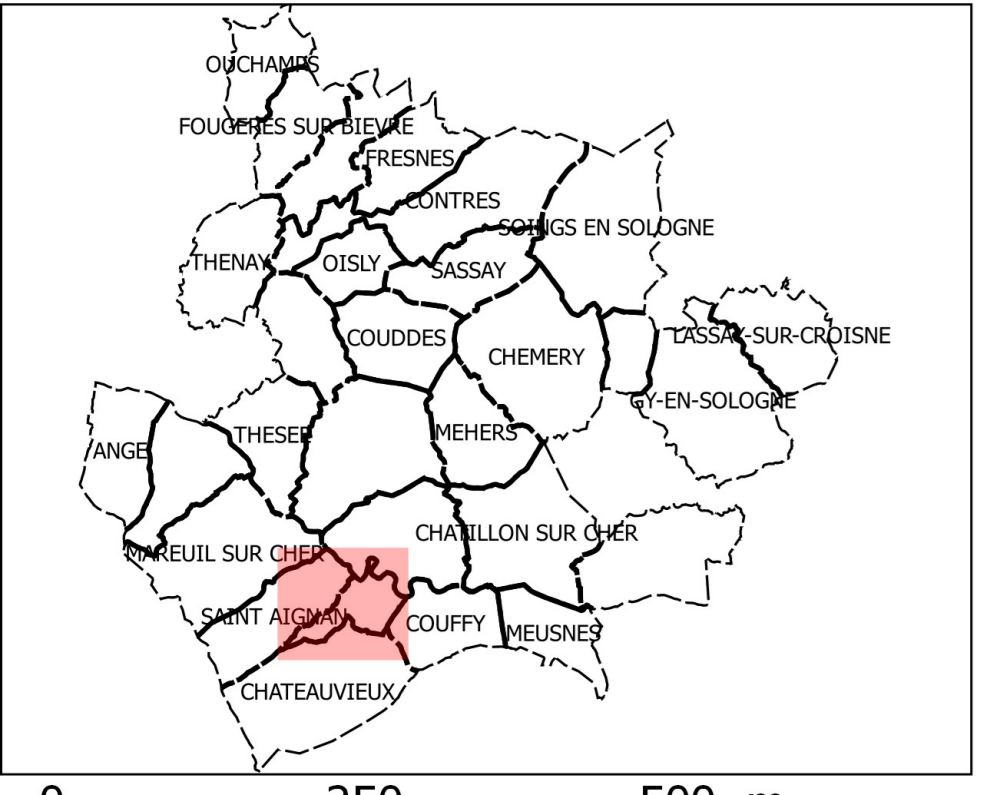 OUCHAMPS
FOUGERES SUR BIEVRE
FRESNES
CONTRES
SOINGS EN SOLOGNE
THENAY
OISLY
SASSAY
LASSAY-SUR-CROISNE
COUDDES
CHEMERY
GY-EN-SOLOGNE
THESEE
MEHERS
ANGE
CHATILLON SUR CHER
MAREUIL SUR CHER
SAINT AIGNAN
COUFFY
MEUSNES
CHATEAUVIEUX
0 250 500 m